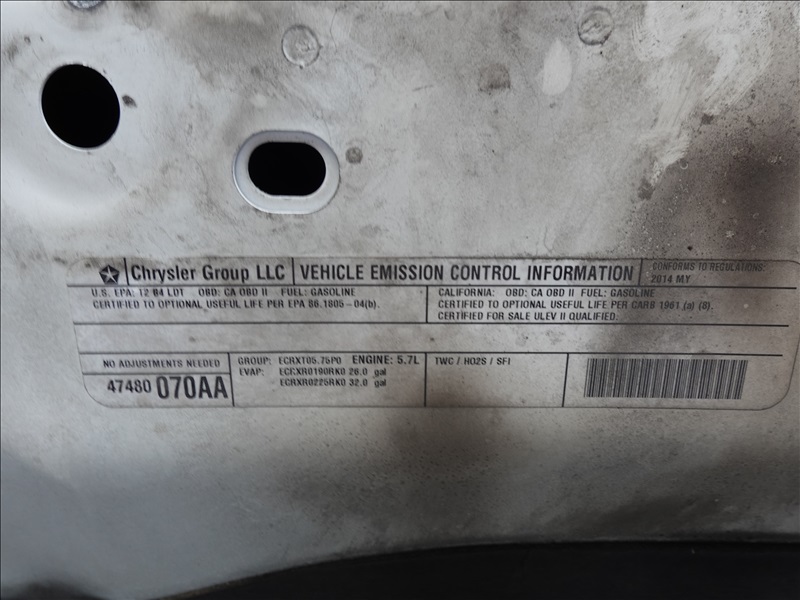 Chrysler Group LLC VEHICLE EMISSION CONTROL INFORMATION
CONFORMS TO REGULATIONS:
2014 MY
U.S. EPA: T2 B4 LDT OBD: CA OBD II FUEL: GASOLINE
CERTIFIED TO OPTIONAL USEFUL LIFE PER EPA 86.1805-04(b).
CALIFORNIA: OBD: CA OBD II FUEL: GASOLINE
CERTIFIED TO OPTIONAL USEFUL LIFE PER CARB 1961 (a) (8).
CERTIFIED FOR SALE ULEV II QUALIFIED.
NO ADJUSTMENTS NEEDED
47480 070AA
GROUP: ECRXT05.75P0 ENGINE: 5.7L
EVAP: ECRXR0190RK0 26.0 gal
ECRXR0225RK0 32.0 gal
TWC / HO2S / SFI